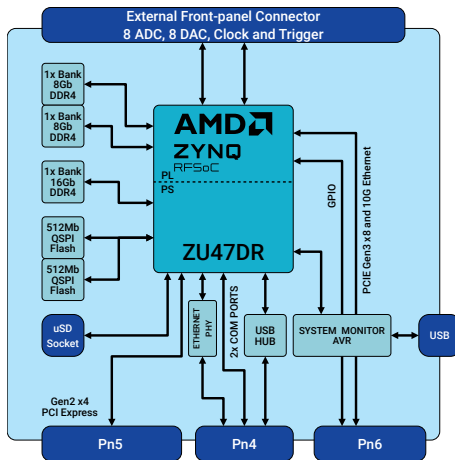 External Front-panel Connector
8 ADC, 8 DAC, Clock and Trigger
1x Bank
8Gb
DDR4
1x Bank
8Gb
DDR4
1x Bank
16Gb
DDR4
512Mb
QSPI
Flash
512Mb
QSPI
Flash
AMD
ZYNQ
RFSoC
PL
PS
ZU47DR
GPIO
PCIE Gen3 x8 and 10G Ethernet
uSD
Socket
ETHERNET
PHY
2x COM PORTS
USB
HUB
SYSTEM MONITOR
AVR
USB
Gen2 x4
PCI Express
Pn5
Pn4
Pn6